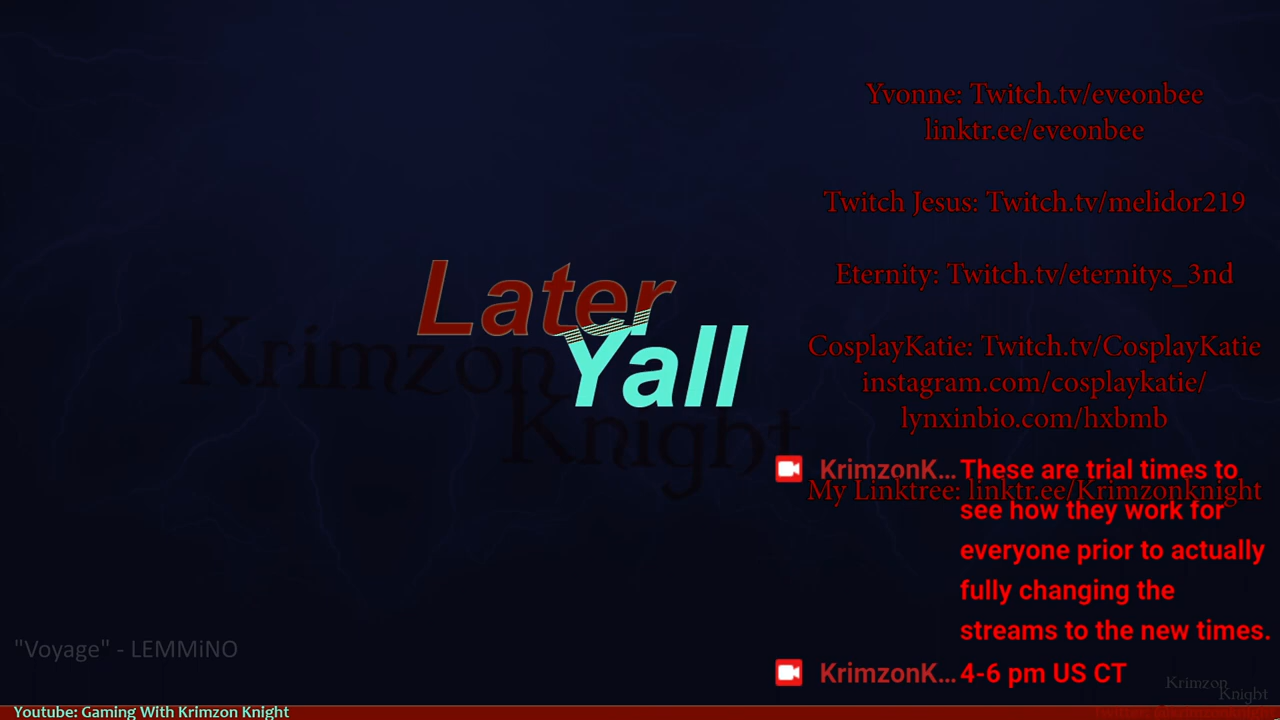 Yvonne: Twitch.tv/eveonbee
linktr.ee/eveonbee
Twitch Jesus: Twitch.tv/melidor219
Eternity: Twitch.tv/eternitys_3nd
CosplayKatie: Twitch.tv/CosplayKatie
instagram.com/cosplaykatie/
lynxinbio.com/hxbmb
My Linktree: linktr.ee/Krimzonknight
Later
Yall
Krimzon
Knight
KrimzonK... These are trial times to
see how they work for
everyone prior to actually
fully changing the
streams to the new times.
KrimzonK... 4-6 pm US CT
"Voyage" - LEMMiNO
Krimzon
Knight
Youtube: Gaming With Krimzon Knight